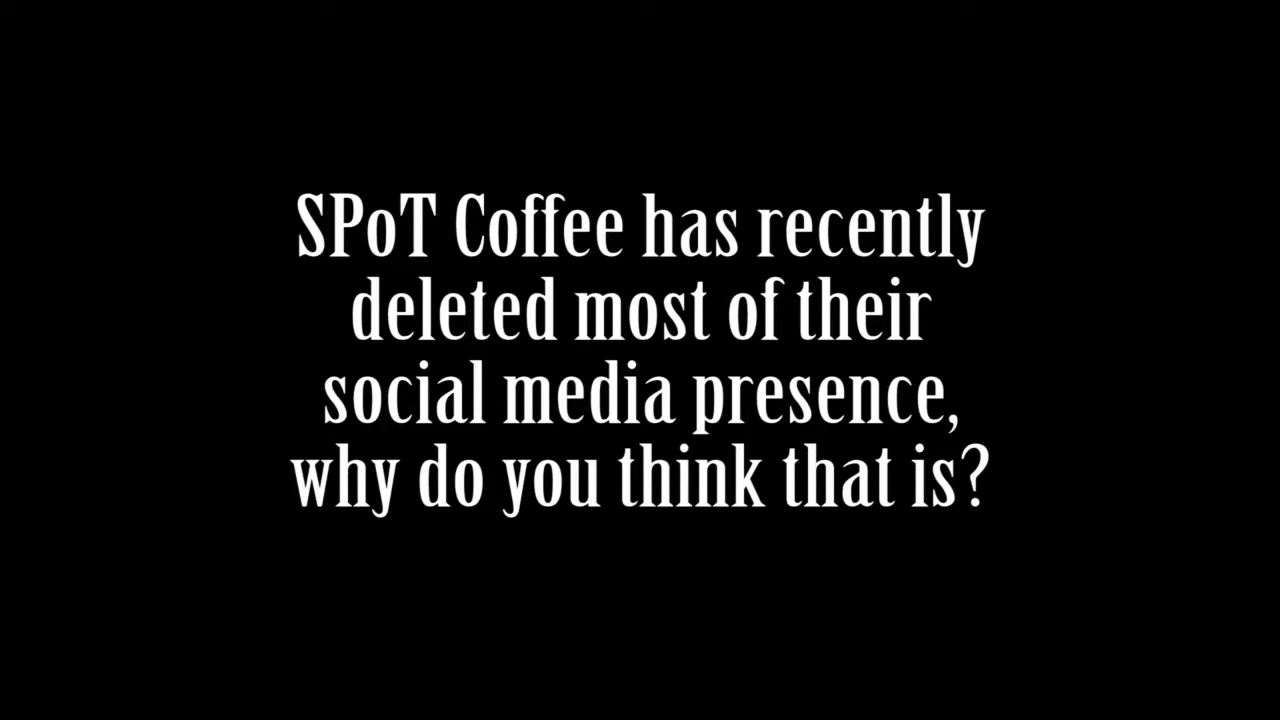 SPoT Coffee has recently
deleted most of their
social media presence,
why do you think that is?